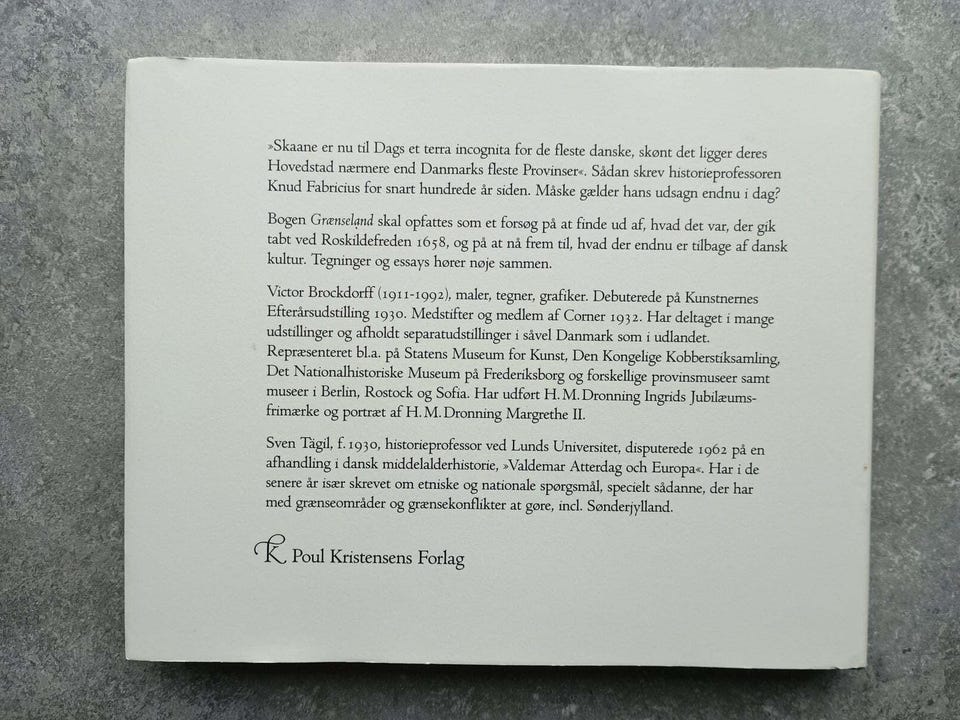 »Skaane er nu til Dags et terra incognita for de fleste danske, skønt det ligger deres
Hovedstad nærmere end Danmarks fleste Provinser«. Sådan skrev historieprofessoren
Knud Fabricius for snart hundrede år siden. Måske gælder hans udsagn endnu i dag?
Bogen Grænseland skal opfattes som et forsøg på at finde ud af, hvad det var, der gik
tabt ved Roskildefreden 1658, og på at nå frem til, hvad der endnu er tilbage af dansk
kultur. Tegninger og essays hører nøje sammen.
Victor Brockdorff (1911-1992), maler, tegner, grafiker. Debuterede på Kunstnernes
Efterårsudstilling 1930. Medstifter og medlem af Corner 1932. Har deltaget i mange
udstillinger og afholdt separatudstillinger i såvel Danmark som i udlandet.
Repræsenteret bl.a. på Statens Museum for Kunst, Den Kongelige Kobberstiksamling,
Det Nationalhistoriske Museum på Frederiksborg og forskellige provinsmuseer samt
museer i Berlin, Rostock og Sofia. Har udført H.M.Dronning Ingrids Jubilæums-
frimærke og portræt af H.M.Dronning Margrethe II.
Sven Tägil, f.1930, historieprofessor ved Lunds Universitet, disputerede 1962 på en
afhandling i dansk middelalderhistorie, »Valdemar Atterdag och Europa«. Har i de
senere år især skrevet om etniske og nationale spørgsmål, specielt sådanne, der har
med grænseområder og grænsekonflikter at gøre, incl. Sønderjylland.
K Poul Kristensens Forlag